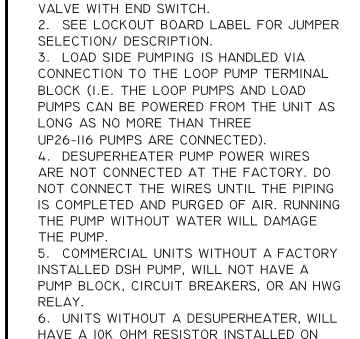 VALVE WITH END SWITCH.
2. SEE LOCKOUT BOARD LABEL FOR JUMPER
SELECTION/ DESCRIPTION.
3. LOAD SIDE PUMPING IS HANDLED VIA
CONNECTION TO THE LOOP PUMP TERMINAL
BLOCK (I.E. THE LOOP PUMPS AND LOAD
PUMPS CAN BE POWERED FROM THE UNIT AS
LONG AS NO MORE THAN THREE
UP26-116 PUMPS ARE CONNECTED).
4. DESUPERHEATER PUMP POWER WIRES
ARE NOT CONNECTED AT THE FACTORY. DO
NOT CONNECT THE WIRES UNTIL THE PIPING
IS COMPLETED AND PURGED OF AIR. RUNNING
THE PUMP WITHOUT WATER WILL DAMAGE
THE PUMP.
5. COMMERCIAL UNITS WITHOUT A FACTORY
INSTALLED DSH PUMP, WILL NOT HAVE A
PUMP BLOCK, CIRCUIT BREAKERS, OR AN HWG
RELAY.
6. UNITS WITHOUT A DESUPERHEATER, WILL
HAVE A 10K OHM RESISTOR INSTALLED ON